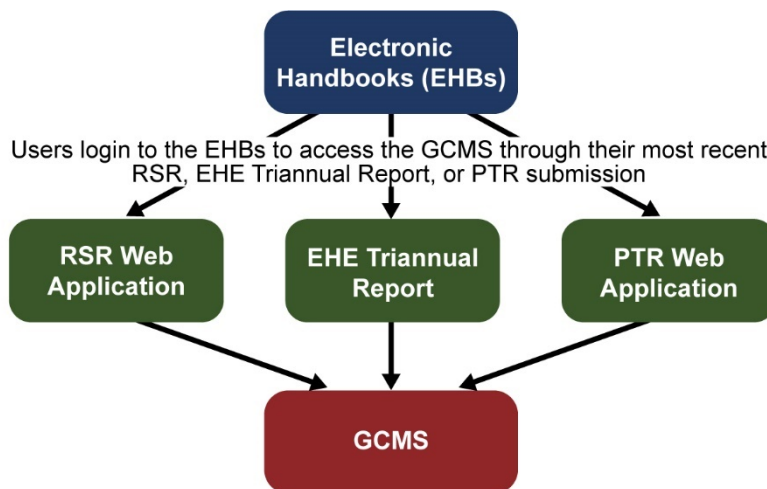 Electronic
Handbooks (EHBs)
Users login to the EHBs to access the GCMS through their most recent
RSR, EHE Triannual Report, or PTR submission
RSR Web
Application
EHE Triannual
Report
PTR Web
Application
GCMS